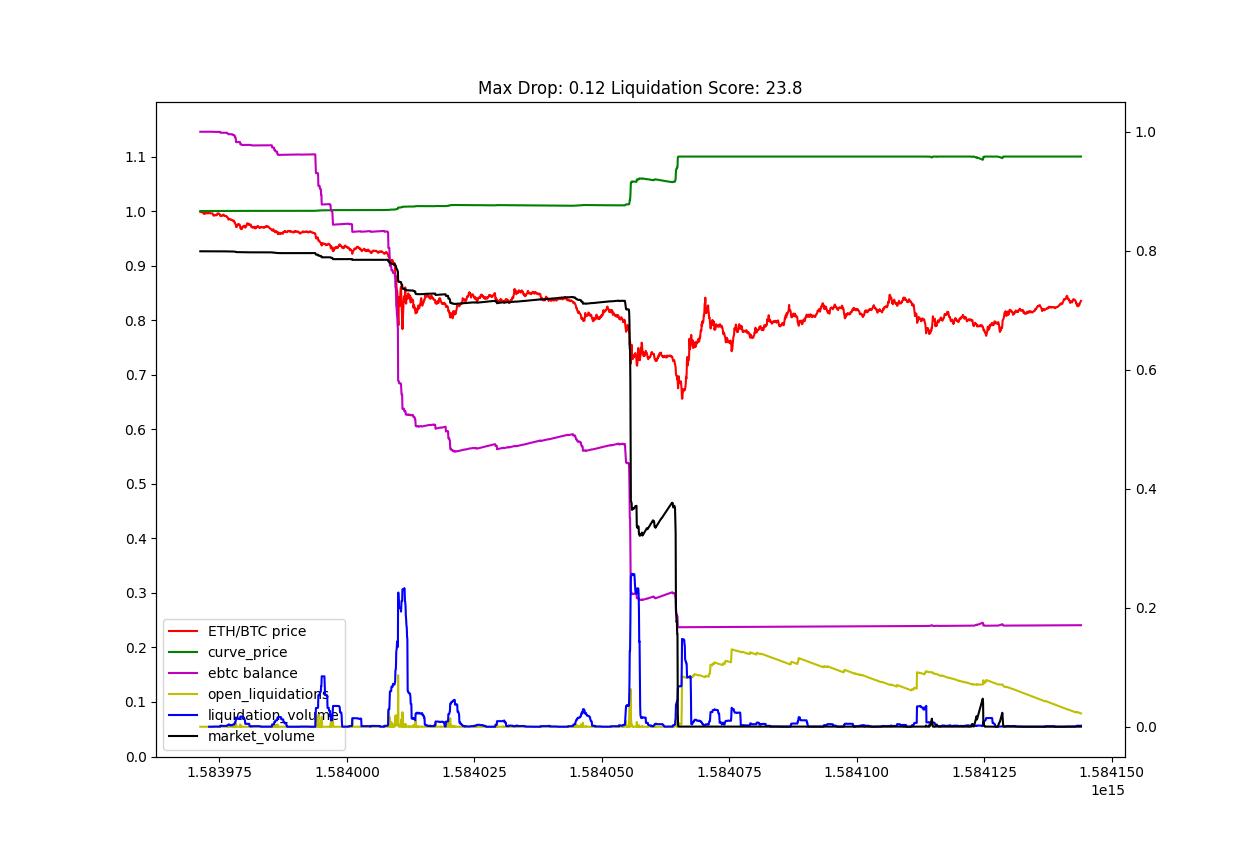 Max Drop: 0.12 Liquidation Score: 23.8
1.1
1.0
0.9
0.8
0.7
0.6
0.5
0.4
0.3
0.2
0.1
0.0
1.0
0.8
0.6
0.4
0.2
0.0
ETH/BTC price
curve_price
ebtc balance
open_liquidations
liquidation_volume
market_volume
1.583975 1.584000 1.584025 1.584050 1.584075 1.584100 1.584125 1.584150
1e15